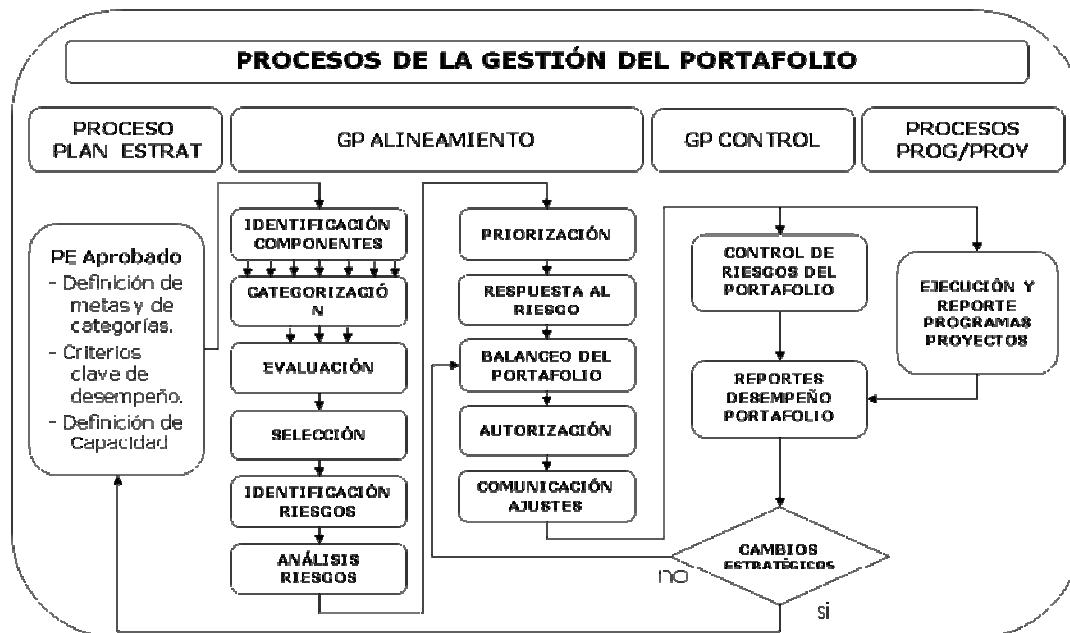 PROCESOS DE LA GESTIÓN DEL PORTAFOLIO
PROCESO
PLAN ESTRAT
GP ALINEAMIENTO
GP CONTROL
PROCESOS
PROG/PROY
PE Aprobado
- Definición de
metas y de
categorías.
- Criterios
clave de
desempeño.
- Definición de
Capacidad
IDENTIFICACIÓN
COMPONENTES
CATEGORIZACIÓ
N
EVALUACIÓN
SELECCIÓN
IDENTIFICACIÓN
RIESGOS
ANÁLISIS
RIESGOS
PRIORIZACIÓN
RESPUESTA AL
RIESGO
BALANCEO DEL
PORTAFOLIO
AUTORIZACIÓN
COMUNICACIÓN
AJUSTES
CONTROL DE
RIESGOS DEL
PORTAFOLIO
REPORTES
DESEMPEÑO
PORTAFOLIO
CAMBIOS
ESTRATÉGICOS
no
si
EJECUCIÓN Y
REPORTE
PROGRAMAS
PROYECTOS